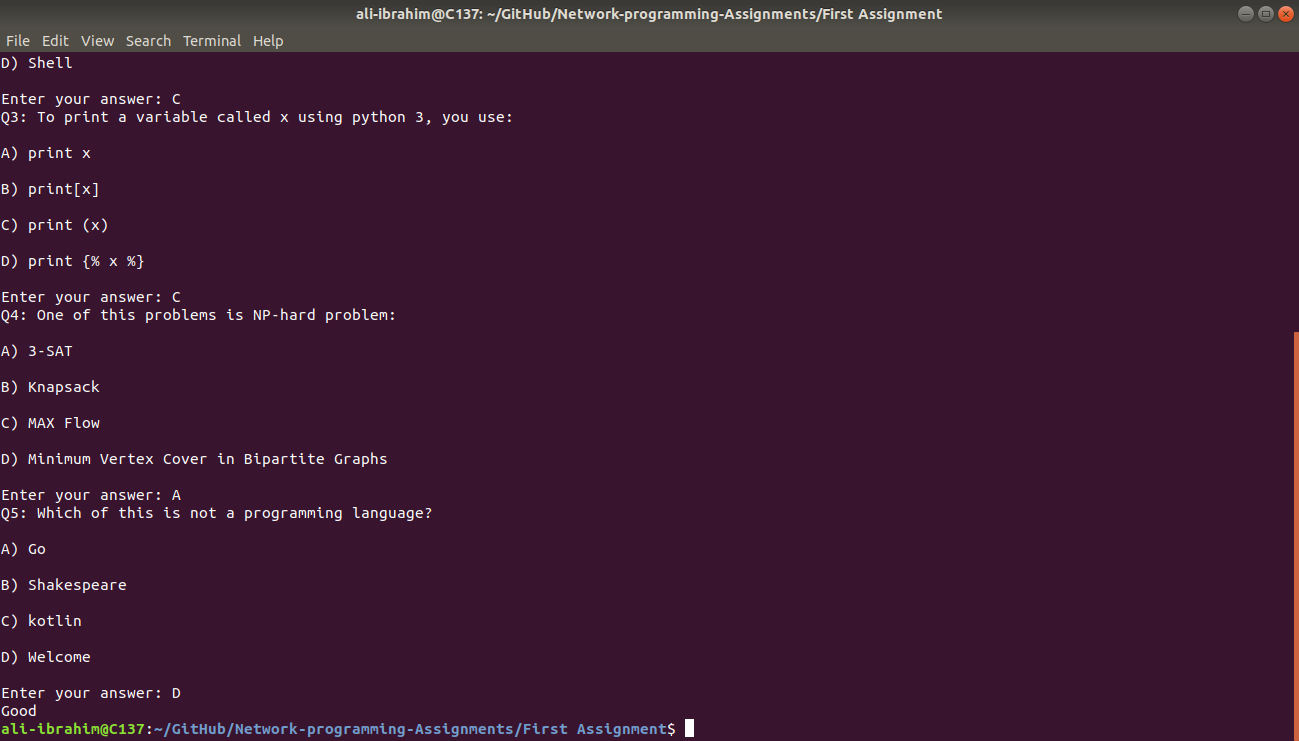 ali-ibrahim@C137: ~/GitHub/Network-programming-Assignments/First Assignment
File Edit View Search Terminal Help
D) Shell
Enter your answer: C
Q3: To print a variable called x using python 3, you use:
A) print x
B) print[x]
C) print (x)
D) print {% x %}
Enter your answer: C
Q4: One of this problems is NP-hard problem:
A) 3-SAT
B) Knapsack
C) MAX Flow
D) Minimum Vertex Cover in Bipartite Graphs
Enter your answer: A
Q5: Which of this is not a programming language?
A) Go
B) Shakespeare
C) kotlin
D) Welcome
Enter your answer: D
Good
ali-ibrahim@C137:~/GitHub/Network-programming-Assignments/First Assignment$